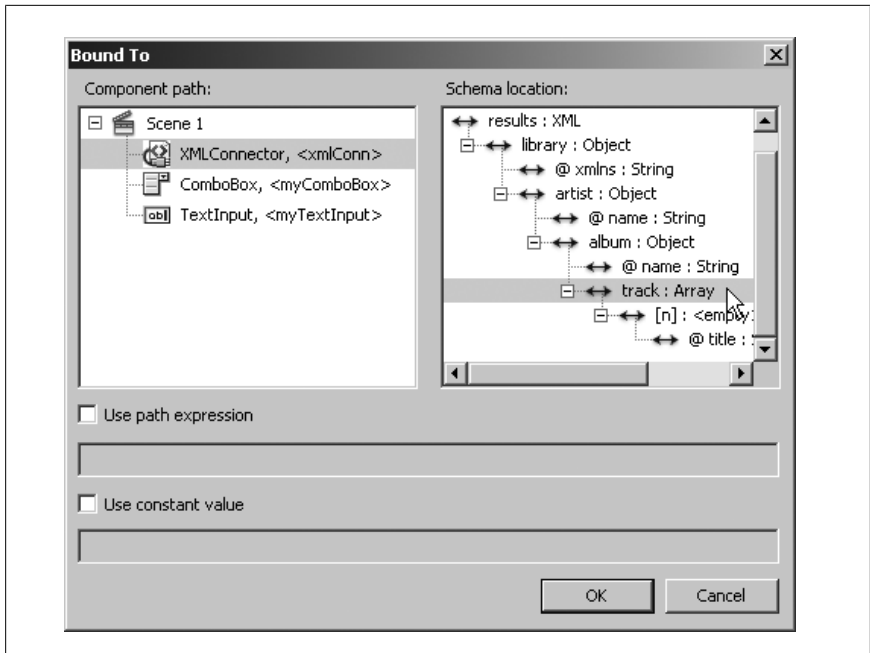 Bound To
Component path:
Scene 1
XMLConnector, <xmlConn>
ComboBox, <myComboBox>
TextInput, <myTextInput>
Schema location:
results : XML
library : Object
@ xmlns : String
artist : Object
@ name : String
album : Object
@ name : String
track : Array
[n] : <empty
@ title :
Use path expression
Use constant value
OK
Cancel